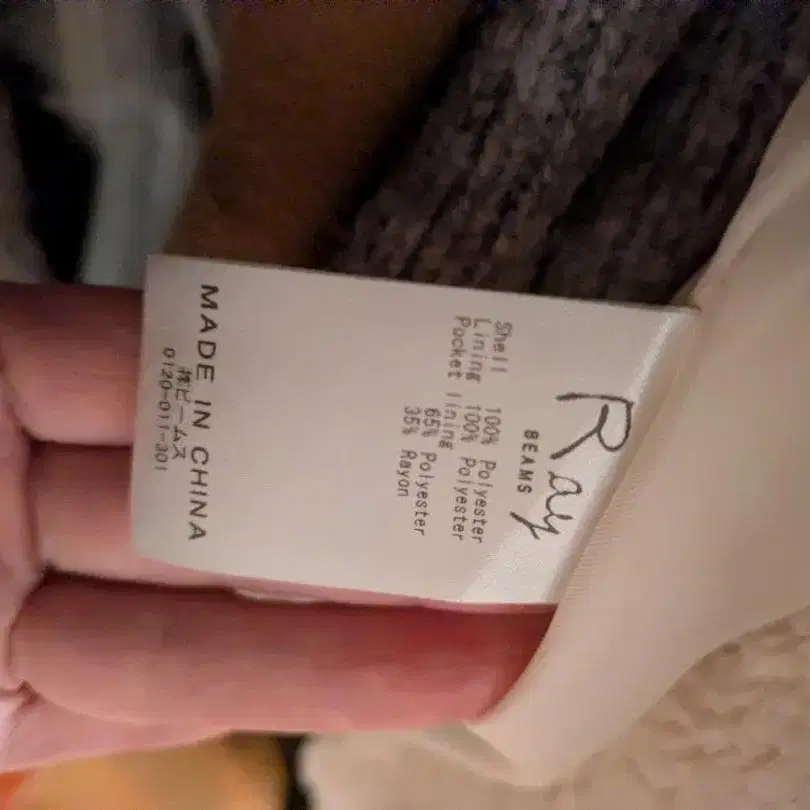 Ray
BEAMS
Shell 100% Polyester
Lining 100% Polyester
Pocket lining
65% Polyester
35% Rayon
MADE IN CHINA
㈱ビームス
0120-011-301